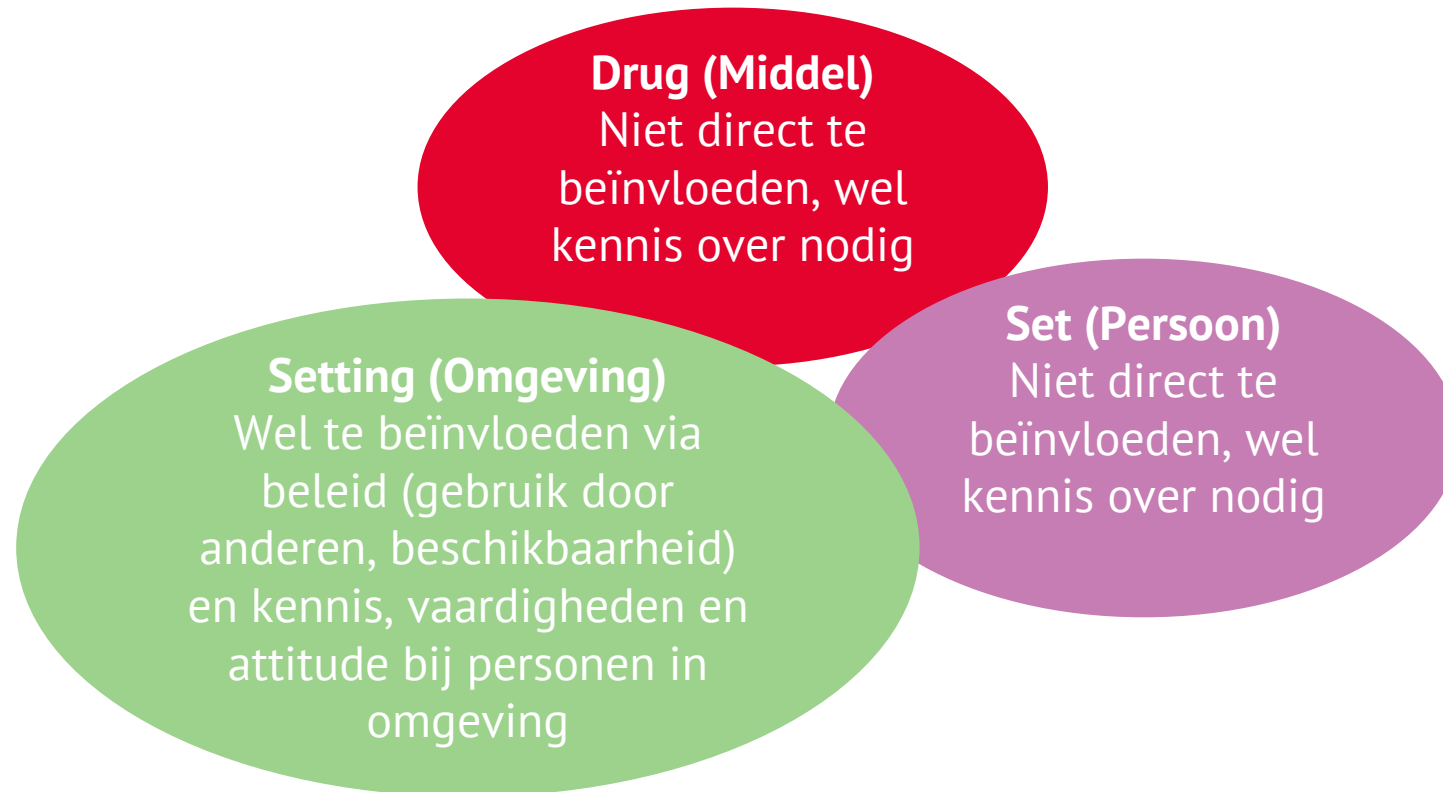 Drug (Middel)
Niet direct te
beïnvloeden, wel
kennis over nodig
Set (Persoon)
Niet direct te
beïnvloeden, wel
kennis over nodig
Setting (Omgeving)
Wel te beïnvloeden via
beleid (gebruik door
anderen, beschikbaarheid)
en kennis, vaardigheden en
attitude bij personen in
omgeving